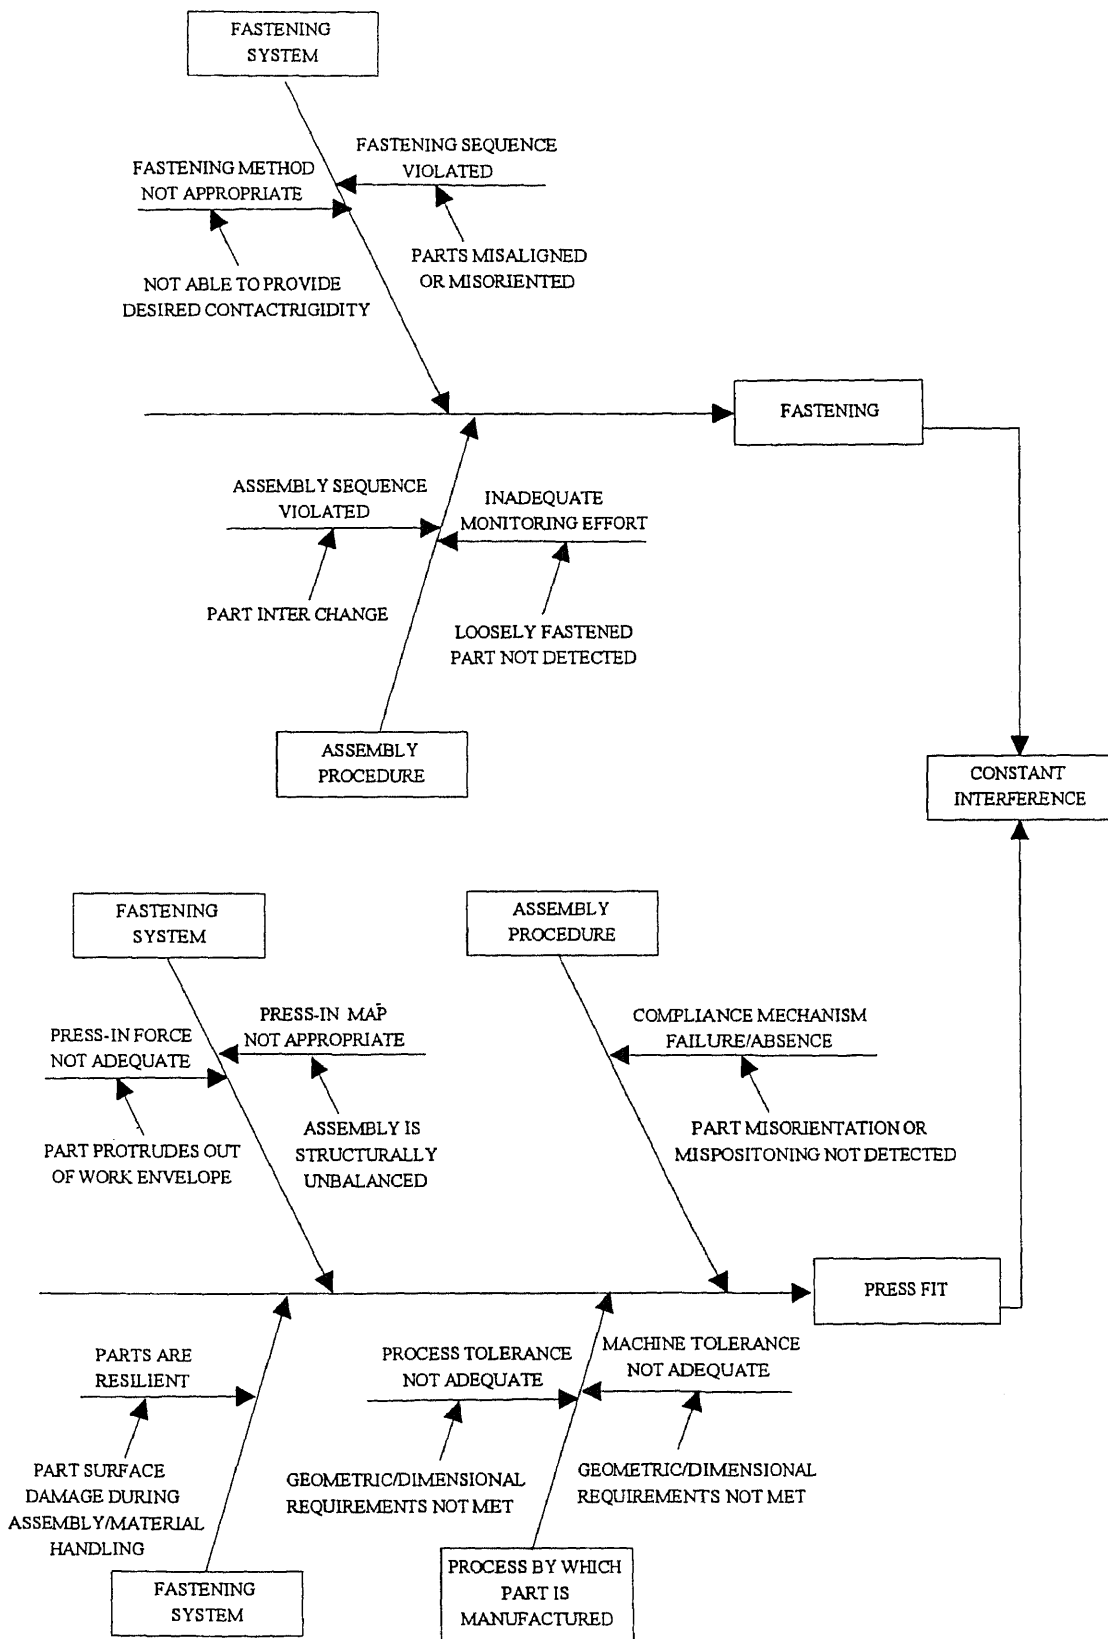 FASTENING
SYSTEM
FASTENING SEQUENCE
VIOLATED
FASTENING METHOD
NOT APPROPRIATE
PARTS MISALIGNED
OR MISORIENTED
NOT ABLE TO PROVIDE
DESIRED CONTACTRIGIDITY
FASTENING
ASSEMBLY SEQUENCE
VIOLATED
INADEQUATE
MONITORING EFFORT
PART INTER CHANGE
LOOSELY FASTENED
PART NOT DETECTED
ASSEMBLY
PROCEDURE
CONSTANT
INTERFERENCE
FASTENING
SYSTEM
ASSEMBLY
PROCEDURE
PRESS-IN FORCE
NOT ADEQUATE
PRESS-IN MAP
NOT APPROPRIATE
COMPLIANCE MECHANISM
FAILURE/ABSENCE
PART PROTRUDES OUT
OF WORK ENVELOPE
ASSEMBLY IS
STRUCTURALLY
UNBALANCED
PART MISORIENTATION OR
MISPOSITONING NOT DETECTED
PRESS FIT
PARTS ARE
RESILIENT
PROCESS TOLERANCE
NOT ADEQUATE
MACHINE TOLERANCE
NOT ADEQUATE
PART SURFACE
DAMAGE DURING
ASSEMBLY/MATERIAL
HANDLING
GEOMETRIC/DIMENSIONAL
REQUIREMENTS NOT MET
GEOMETRIC/DIMENSIONAL
REQUIREMENTS NOT MET
FASTENING
SYSTEM
PROCESS BY WHICH
PART IS
MANUFACTURED